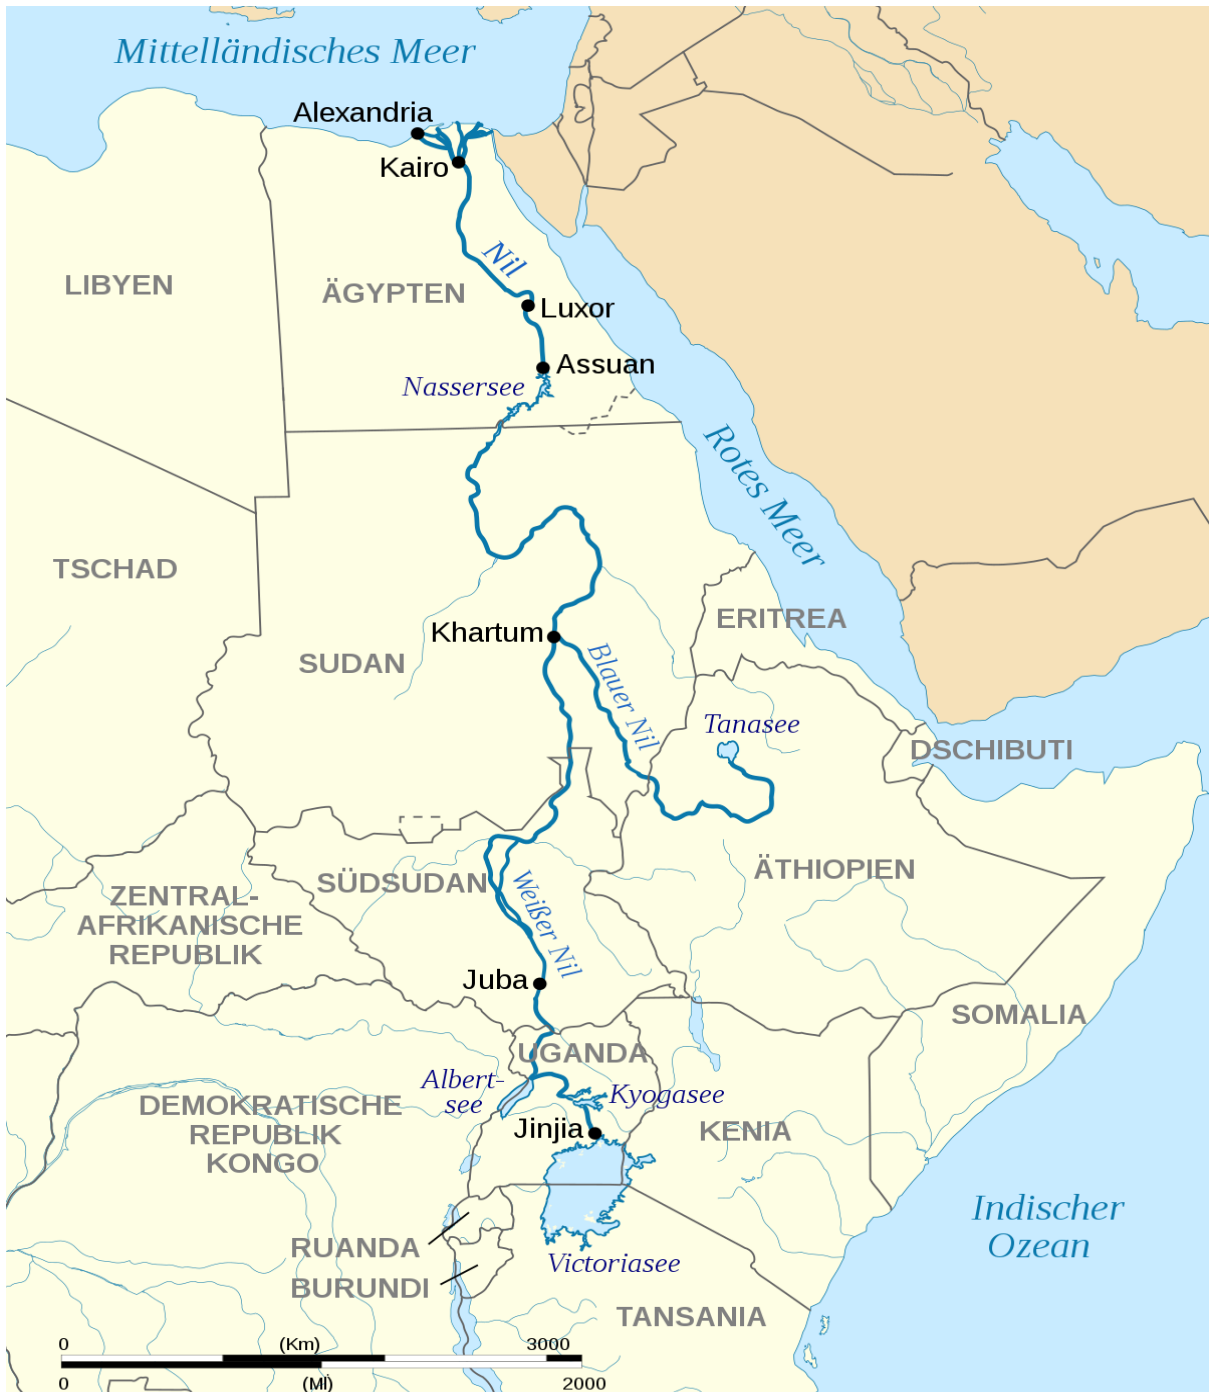 Mittelländisches Meer
Alexandria
Kairo
Nil
LIBYEN
ÄGYPTEN
Luxor
Assuan
Nassersee
Rotes Meer
TSCHAD
ERITREA
Khartum
SUDAN
Blauer Nil
Tanasee
DSCHIBUTI
ÄTHIOPIEN
SÜDSUDAN
Weißer Nil
ZENTRAL-
AFRIKANISCHE
REPUBLIK
Juba
SOMALIA
UGANDA
Albert-
see
Kyogasee
DEMOKRATISCHE
REPUBLIK
KONGO
Jinjia
KENIA
Indischer
Ozean
RUANDA
Victoriasee
BURUNDI
TANSANIA
0 (Km) 3000
0 (MI) 2000